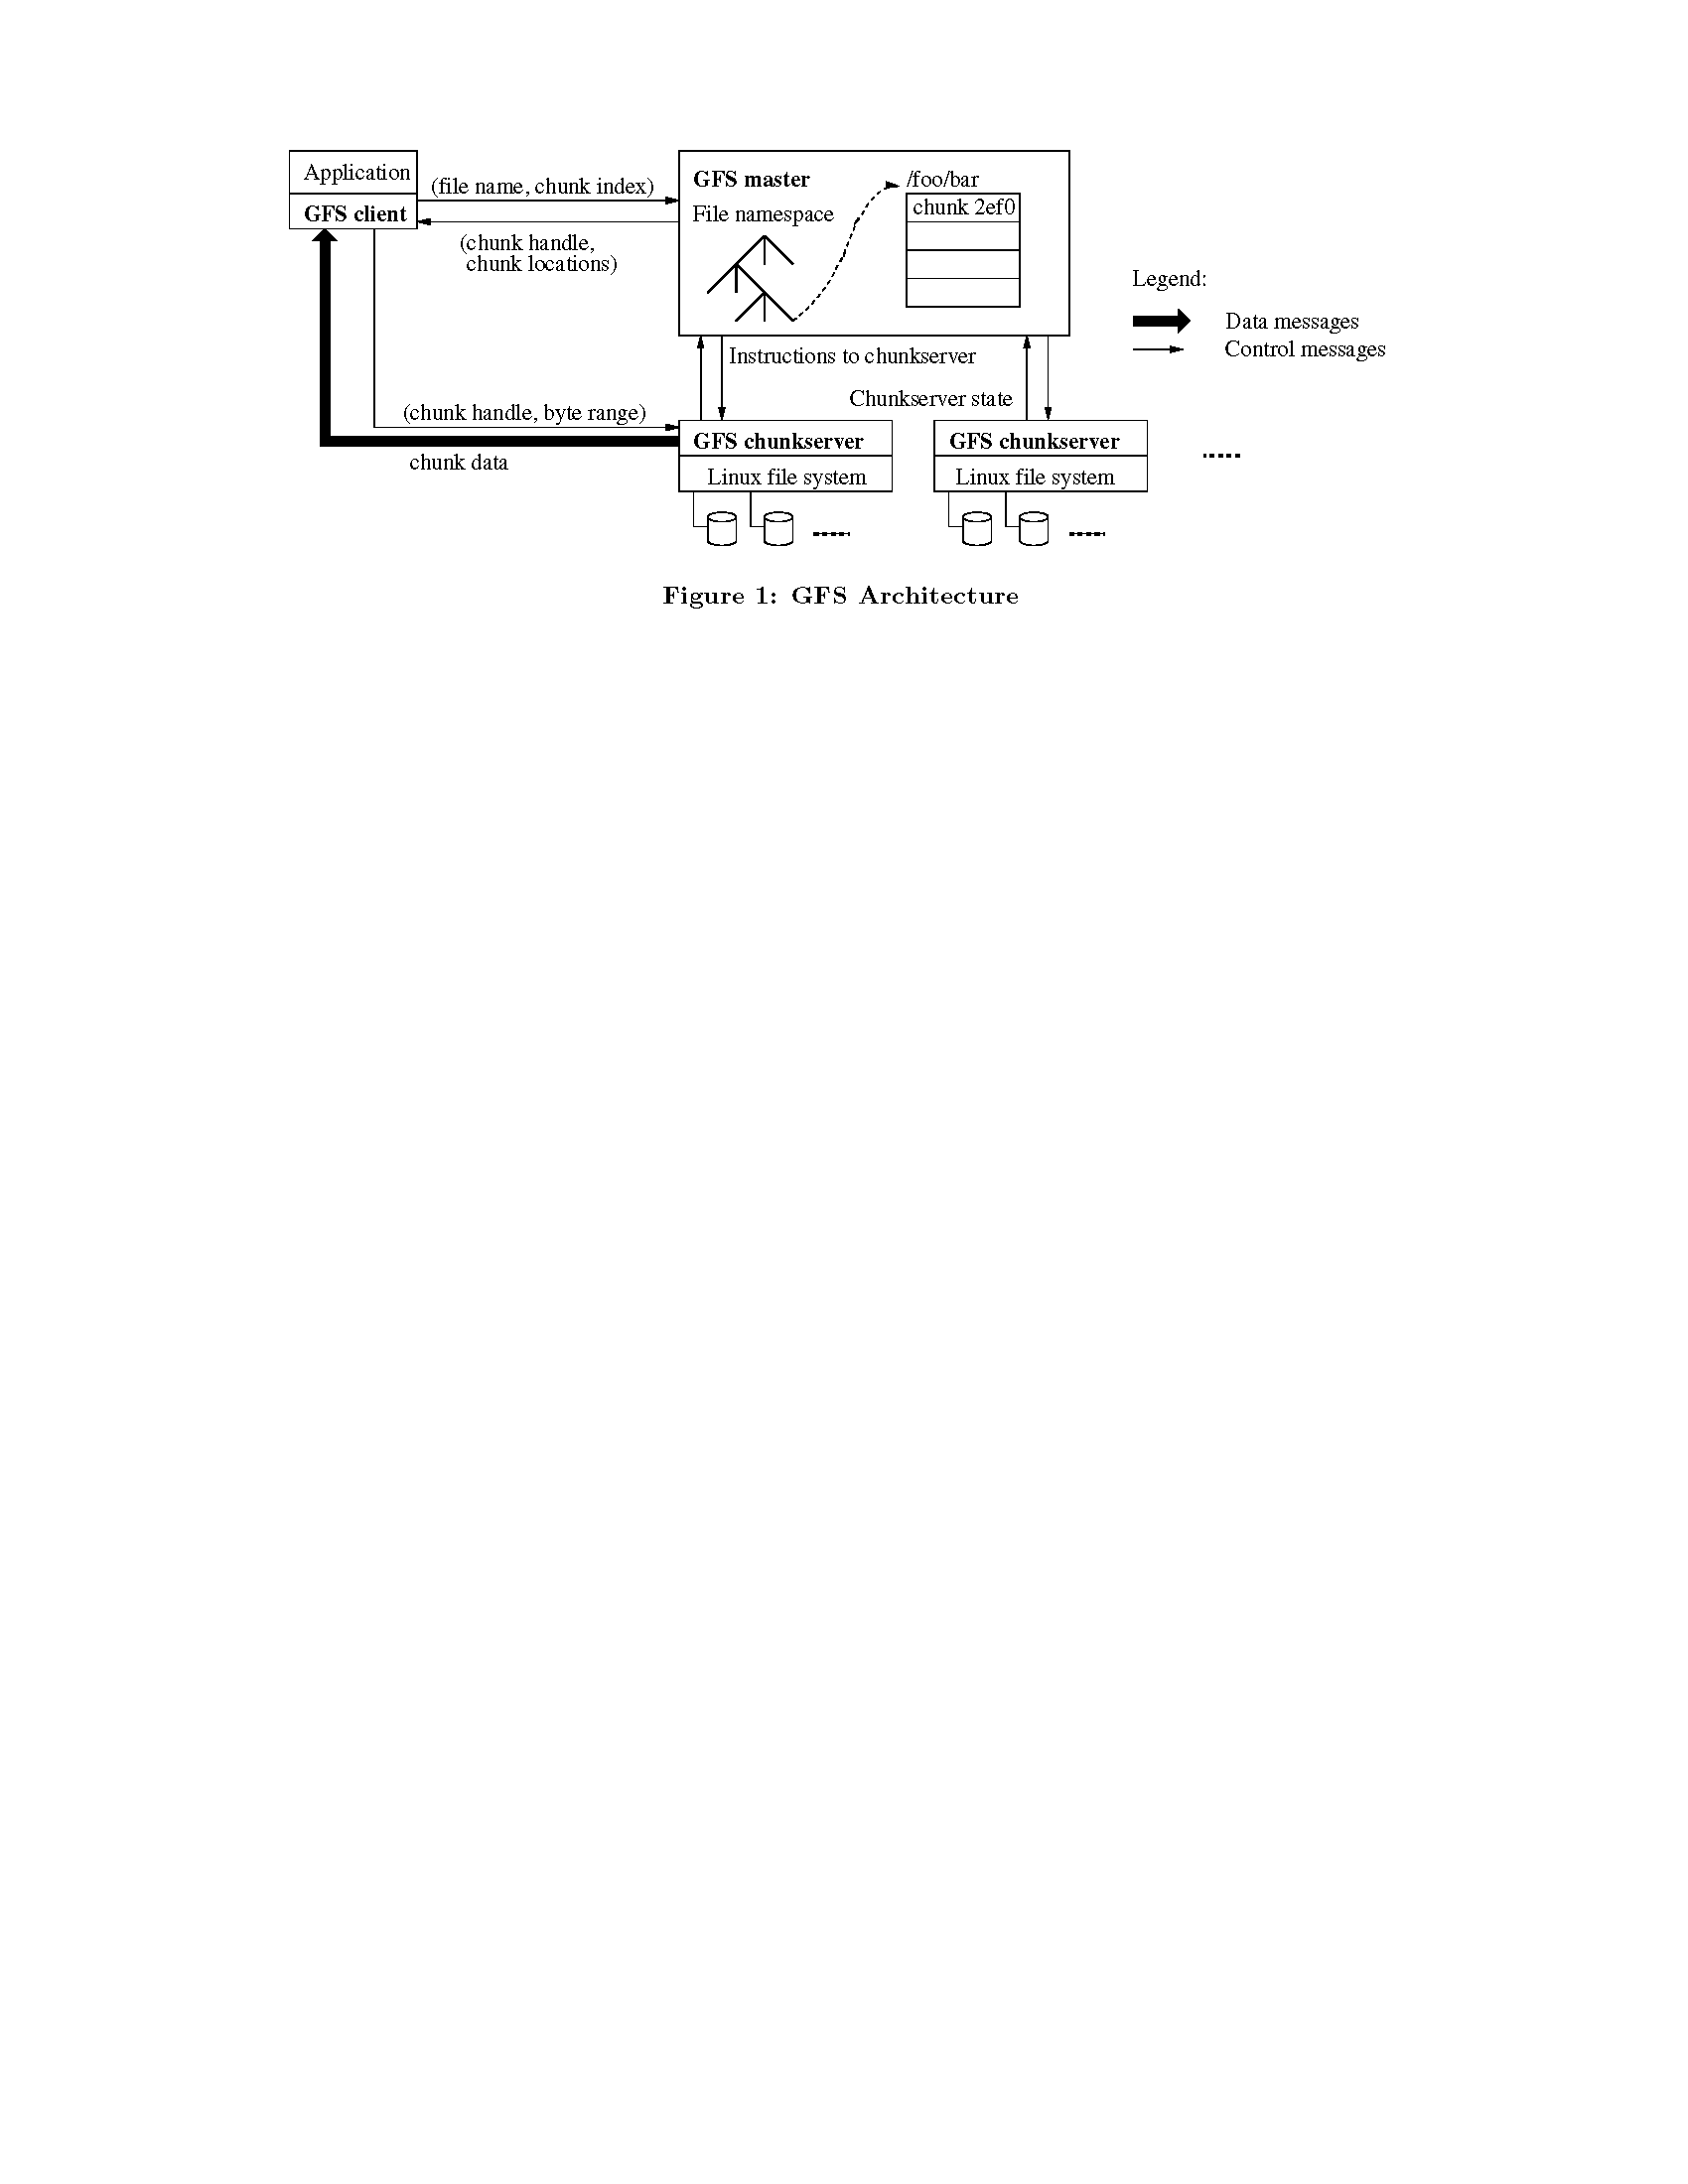 Application
GFS client
(file name, chunk index)
(chunk handle,
chunk locations)
GFS master
File namespace
/foo/bar
chunk 2ef0
Legend:
Data messages
Control messages
Instructions to chunkserver
Chunkserver state
(chunk handle, byte range)
chunk data
GFS chunkserver
Linux file system
GFS chunkserver
Linux file system
Figure 1: GFS Architecture